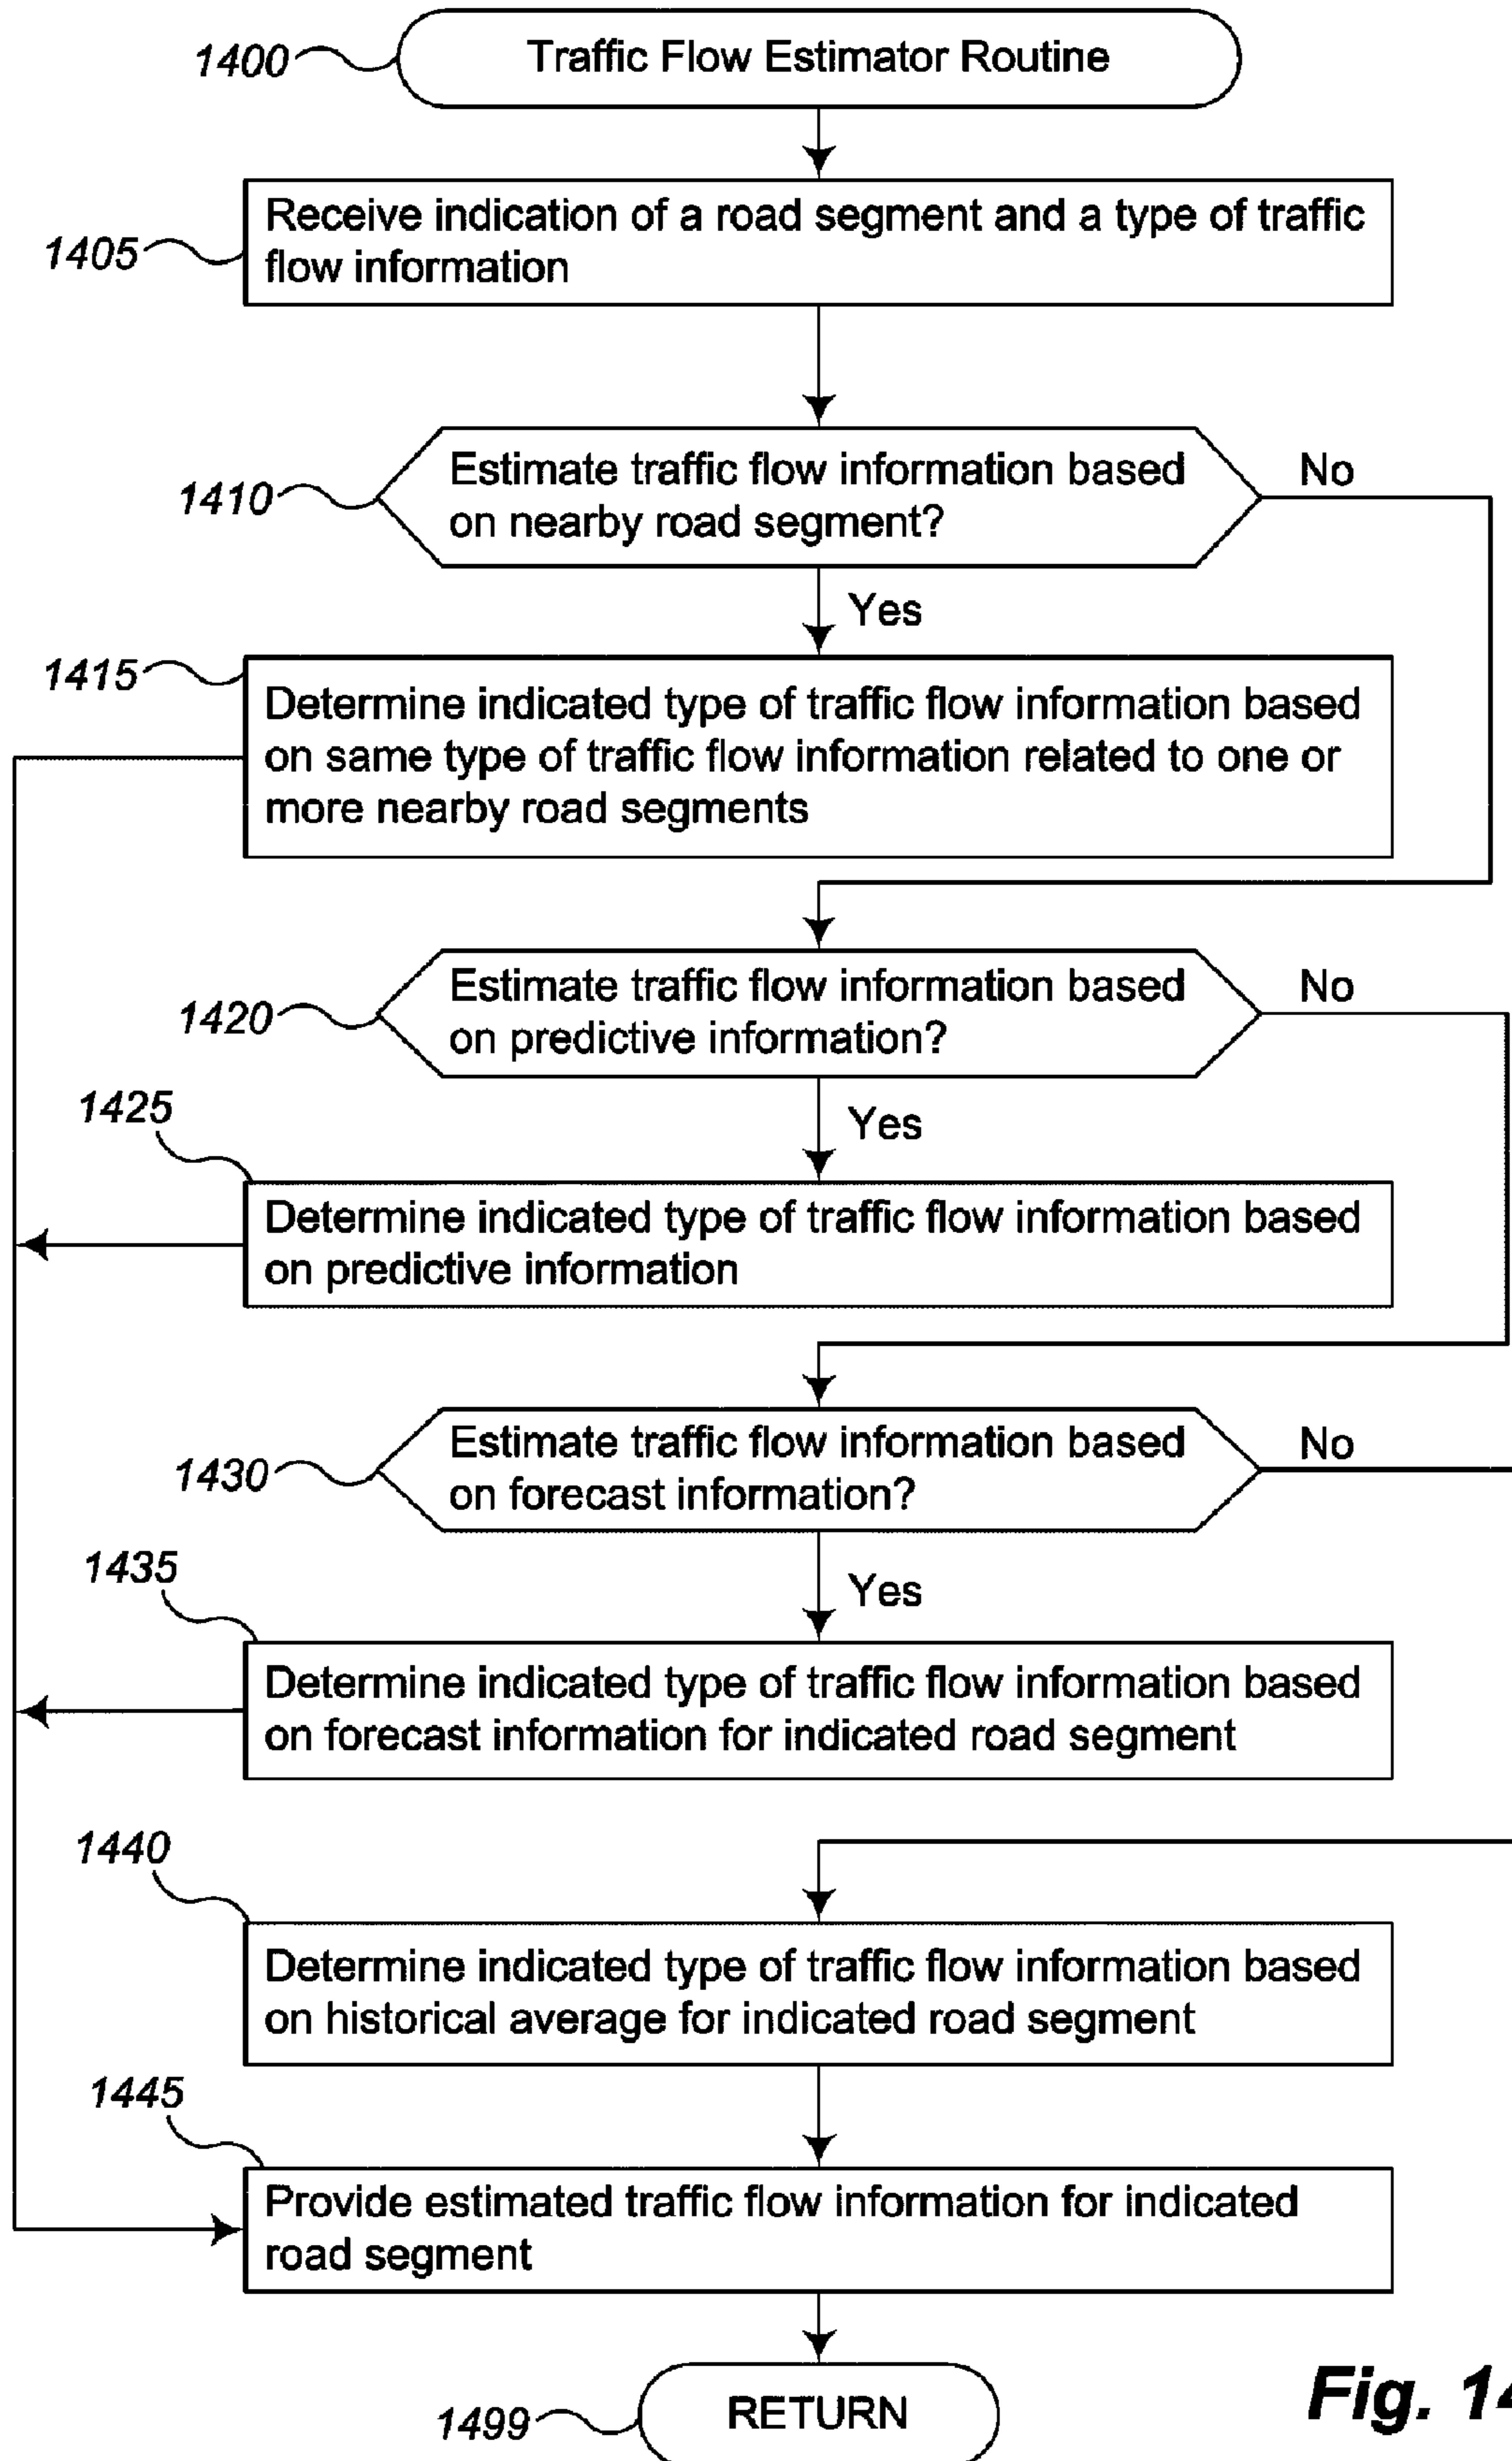 1400
Traffic Flow Estimator Routine
1405
Receive indication of a road segment and a type of traffic
flow information
1410
Estimate traffic flow information based
on nearby road segment?
No
Yes
1415
Determine indicated type of traffic flow information based
on same type of traffic flow information related to one or
more nearby road segments
1420
Estimate traffic flow information based
on predictive information?
No
Yes
1425
Determine indicated type of traffic flow information based
on predictive information
1430
Estimate traffic flow information based
on forecast information?
No
Yes
1435
Determine indicated type of traffic flow information based
on forecast information for indicated road segment
1440
Determine indicated type of traffic flow information based
on historical average for indicated road segment
1445
Provide estimated traffic flow information for indicated
road segment
1499
RETURN
Fig. 14